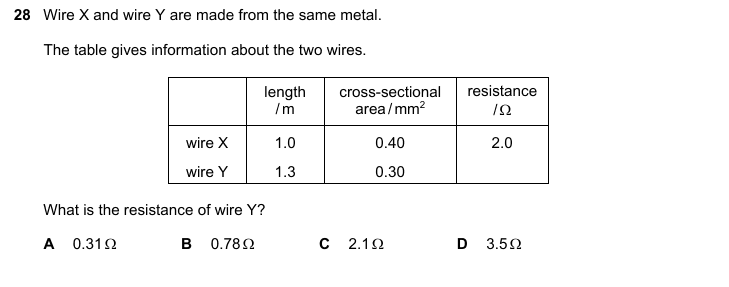 28 Wire X and wire Y are made from the same metal.
The table gives information about the two wires.
length /m cross-sectional area/mm² resistance /Ω
wire X 1.0 0.40 2.0
wire Y 1.3 0.30
What is the resistance of wire Y?
A 0.31Ω B 0.78Ω C 2.1Ω D 3.5Ω